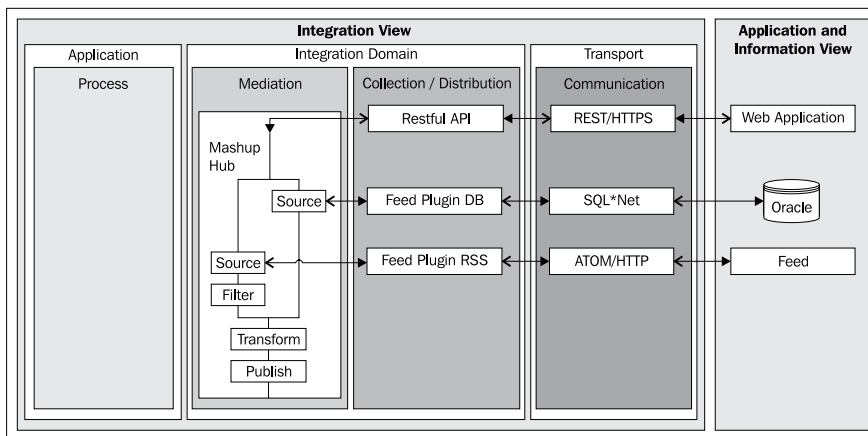 Integration View
Application and
Information View
Application
Integration Domain
Transport
Process
Mediation
Collection / Distribution
Communication
Mashup
Hub
Restful API
REST/HTTPS
Web Application
Source
Feed Plugin DB
SQL*Net
Oracle
Source
Feed Plugin RSS
ATOM/HTTP
Feed
Filter
Transform
Publish